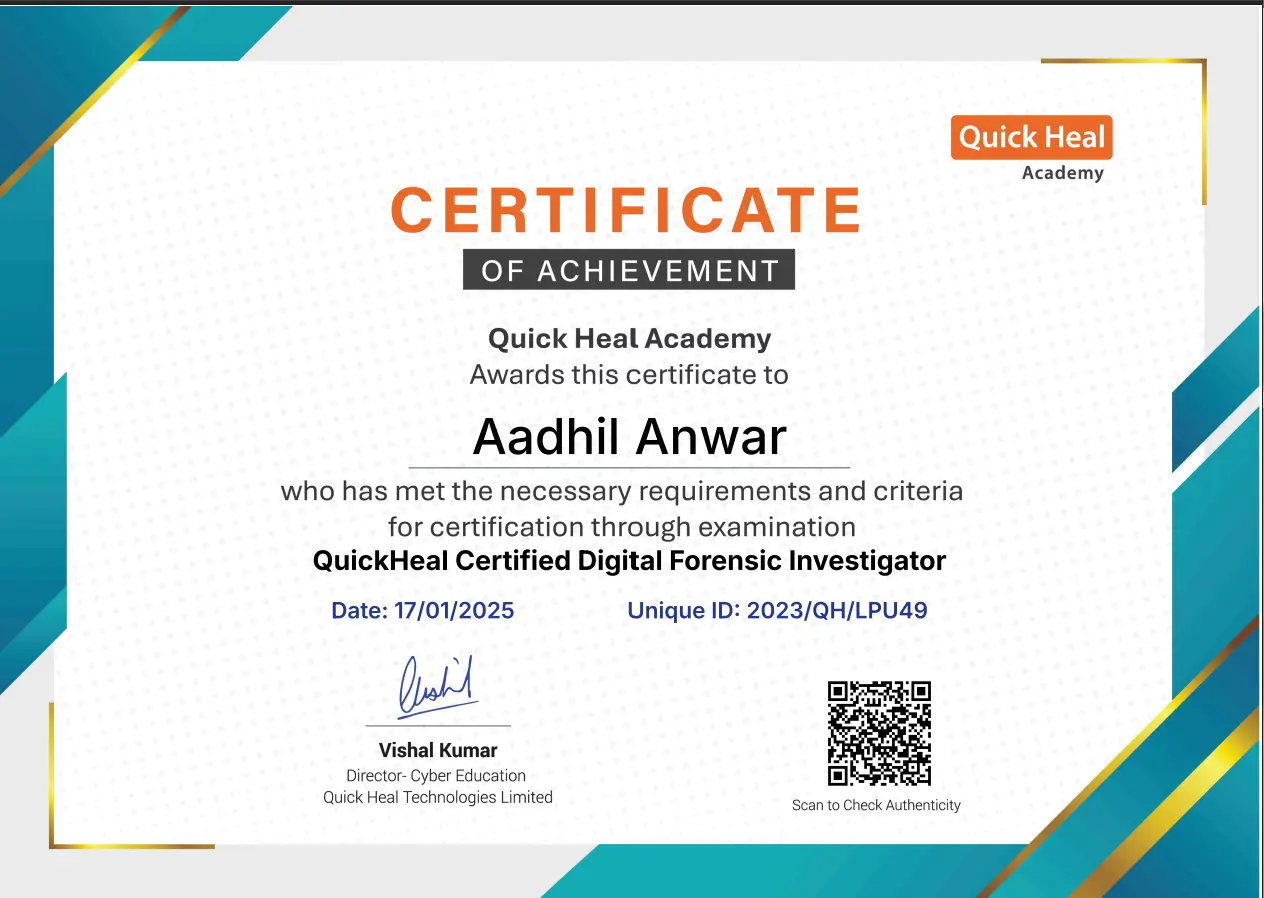 Quick Heal
Academy
CERTIFICATE
OF ACHIEVEMENT
Quick Heal Academy
Awards this certificate to
Aadhil Anwar
who has met the necessary requirements and criteria
for certification through examination
QuickHeal Certified Digital Forensic Investigator
Date: 17/01/2025 Unique ID: 2023/QH/LPU49
Vishal Kumar
Director- Cyber Education
Quick Heal Technologies Limited
Scan to Check Authenticity